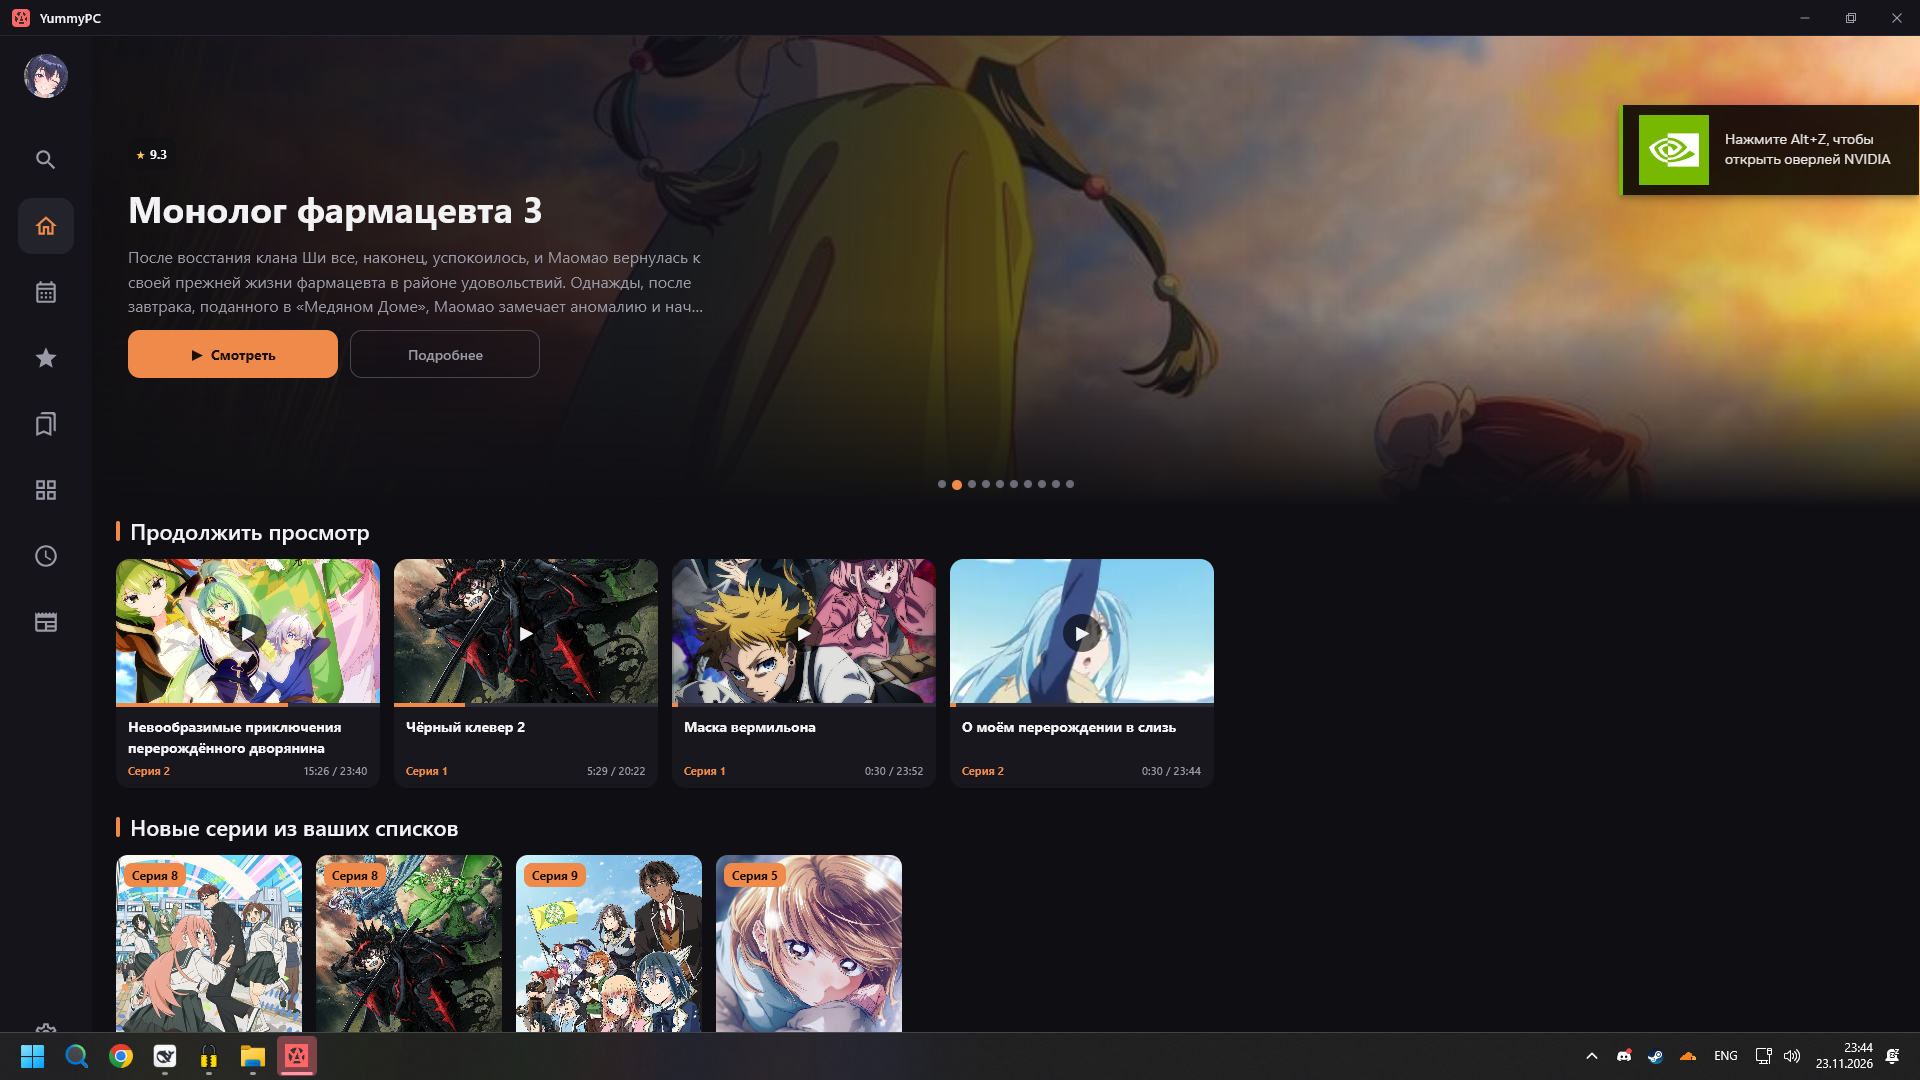 YummyPC
★ 9.3
Монолог фармацевта 3
После восстания клана Ши все, наконец, успокоилось, и Маомао вернулась к
своей прежней жизни фармацевта в районе удовольствий. Однажды, после
завтрака, поданного в «Медяном Доме», Маомао замечает аномалию и нач...
▶ Смотреть
Подробнее
Нажмите Alt+Z, чтобы
открыть оверлей NVIDIA
Продолжить просмотр
Невообразимые приключения
перерождённого дворянина
Серия 2
15:26 / 23:40
Чёрный клевер 2
Серия 1
5:29 / 20:22
Маска вермильона
Серия 1
0:30 / 23:52
О моём перерождении в слизь
Серия 2
0:30 / 23:44
Новые серии из ваших списков
Серия 8
Серия 8
Серия 9
Серия 5
ENG
23:44
23.11.2026